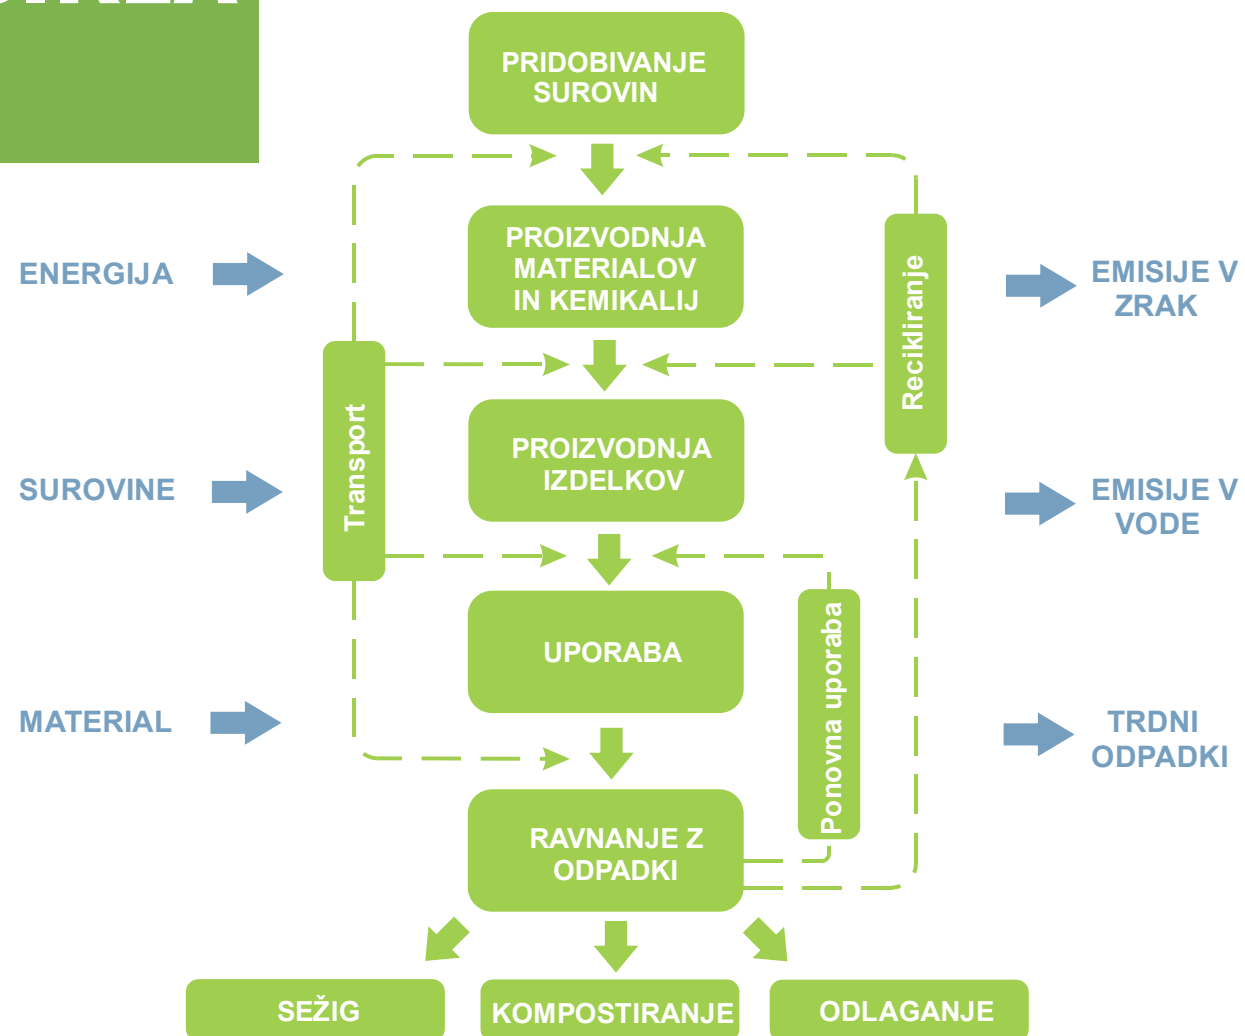 PRIDOBIVANJE
SUROVIN
PROIZVODNJA
MATERIALOV
IN KEMIKALIJ
ENERGIJA
EMISIJE V
ZRAK
Recikliranje
Transport
PROIZVODNJA
IZDELKOV
SUROVINE
EMISIJE V
VODE
UPORABA
Ponovna uporaba
MATERIAL
TRDNI
ODPADKI
RAVNANJE Z
ODPADKI
SEŽIG
KOMPOSTIRANJE
ODLAGANJE